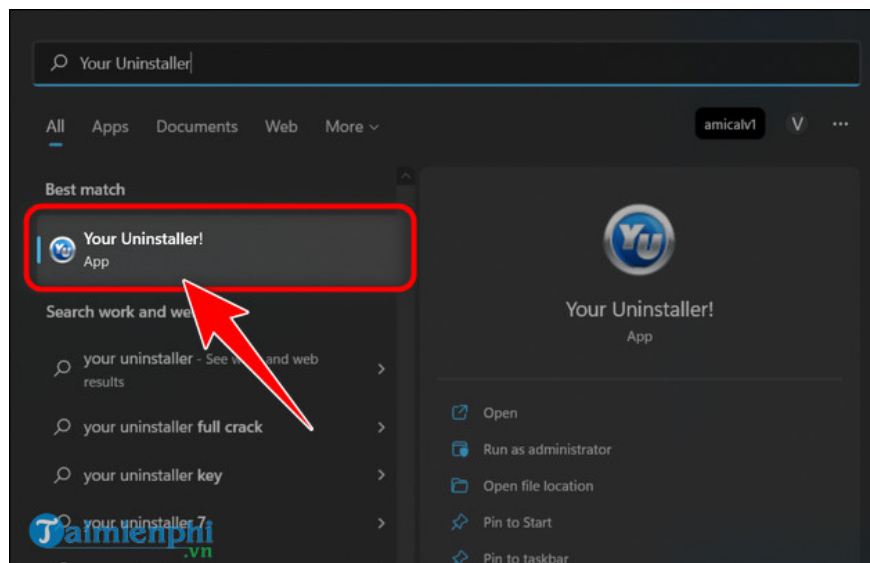 Your Uninstaller
All Apps Documents Web More
amicalv1 V ...
Best match
Your Uninstaller!
App
Search work and we
your uninstaller - See w and web
results
your uninstaller full crack
your uninstaller key
your uninstaller 7
Yu
Your Uninstaller!
App
Open
Run as administrator
Open file location
Pin to Start
Pin to taskbar
Taimienphi
.vn